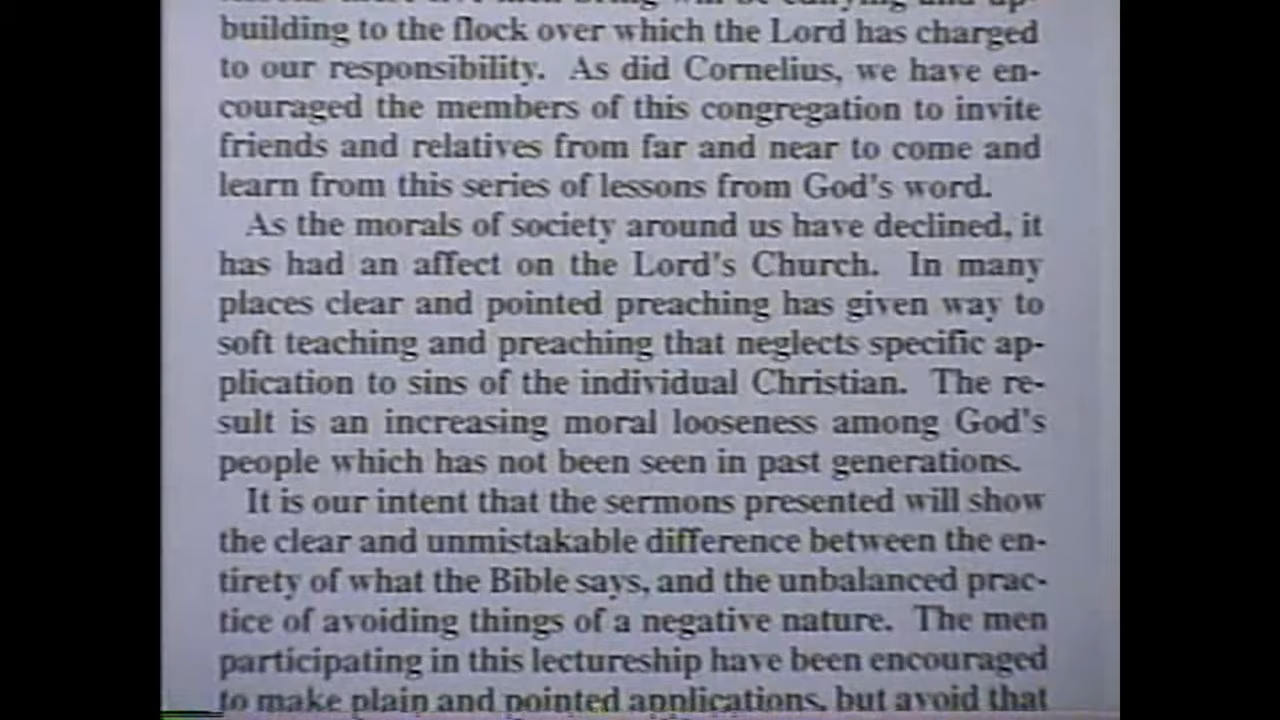 building to the flock over which the Lord has charged
to our responsibility. As did Cornelius, we have en-
couraged the members of this congregation to invite
friends and relatives from far and near to come and
learn from this series of lessons from God's word.
As the morals of society around us have declined, it
has had an affect on the Lord's Church. In many
places clear and pointed preaching has given way to
soft teaching and preaching that neglects specific ap-
plication to sins of the individual Christian. The re-
sult is an increasing moral looseness among God's
people which has not been seen in past generations.
It is our intent that the sermons presented will show
the clear and unmistakable difference between the en-
tirety of what the Bible says, and the unbalanced prac-
tice of avoiding things of a negative nature. The men
participating in this lectureship have been encouraged
to make plain and pointed applications, but avoid that